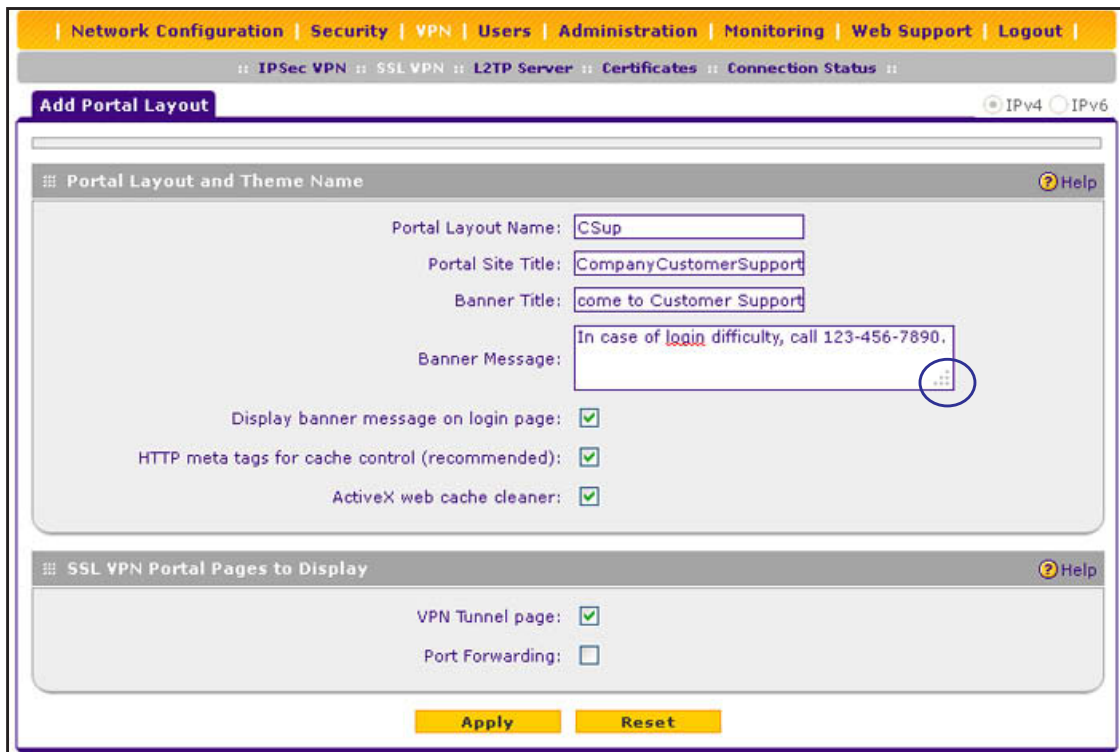 | Network Configuration | Security | VPN | Users | Administration | Monitoring | Web Support | Logout |
:: IPSec VPN :: SSL VPN :: L2TP Server :: Certificates :: Connection Status ::
Add Portal Layout IPv4 IPv6
Portal Layout and Theme Name Help
Portal Layout Name: CSup
Portal Site Title: CompanyCustomerSupport
Banner Title: come to Customer Support
Banner Message: In case of login difficulty, call 123-456-7890.
Display banner message on login page:
HTTP meta tags for cache control (recommended):
ActiveX web cache cleaner:
SSL VPN Portal Pages to Display Help
VPN Tunnel page:
Port Forwarding:
Apply Reset